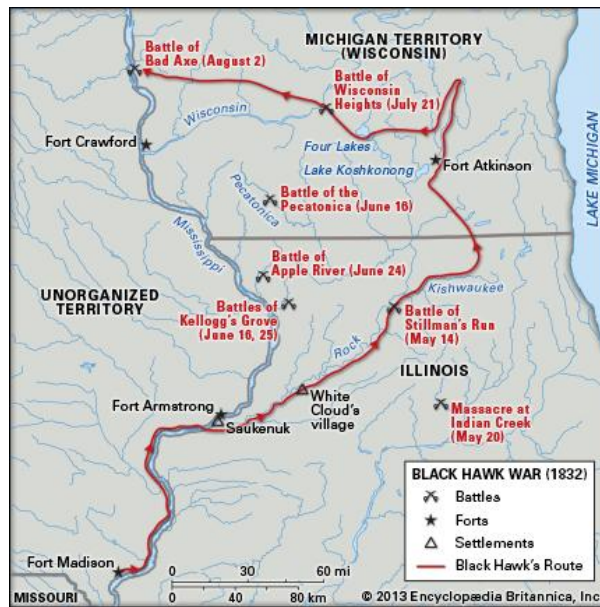 Battle of
Bad Axe (August 2)
MICHIGAN TERRITORY
(WISCONSIN)
Battle of
Wisconsin
Heights (July 21)
Wisconsin
Fort Crawford
Four Lakes
Lake Koshkonong
Fort Atkinson
LAKE MICHIGAN
Pecatonica
Battle of the
Pecatonica (June 16)
Mississippi
Battle of
Apple River (June 24)
UNORGANIZED
TERRITORY
Battles of
Kellogg's Grove
(June 16, 25)
Kishwaukee
Battle of
Stillman's Run
(May 14)
Rock
ILLINOIS
White
Cloud's
village
Fort Armstrong
Saukenuk
Massacre at
Indian Creek
(May 20)
BLACK HAWK WAR (1832)
Battles
Forts
Settlements
Black Hawk's Route
Fort Madison
0 30 60 mi
0 40 80 km
MISSOURI
© 2013 Encyclopædia Britannica, Inc